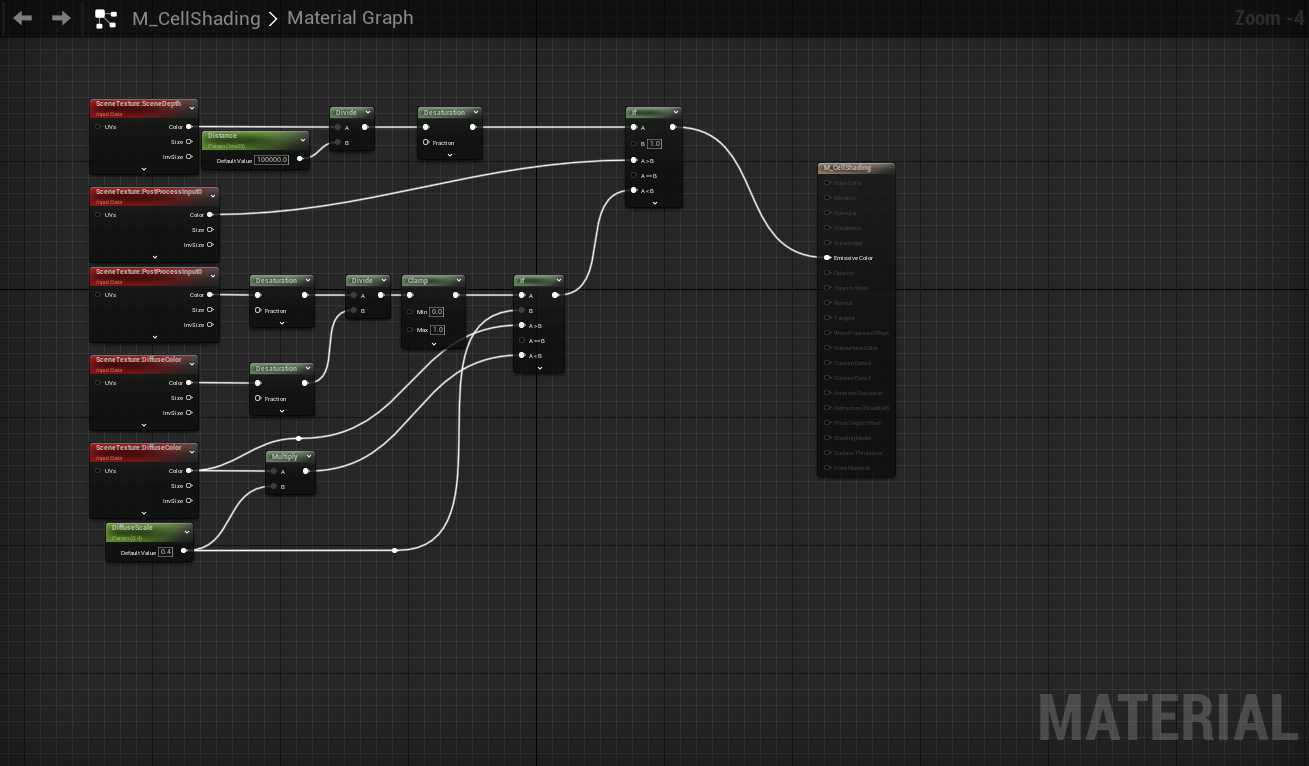 M_CellShading > Material Graph
Zoom -4
SceneTexture:SceneDepth
Input Data
UVs
Color
Size
InvSize
Distance
Param (1e+05)
Default Value 100000.0
Divide
A
B
Desaturation
Fraction
If
A
B 1.0
A > B
A == B
A < B
SceneTexture:PostProcessInput0
Input Data
UVs
Color
Size
InvSize
SceneTexture:PostProcessInput0
Input Data
UVs
Color
Size
InvSize
Desaturation
Fraction
Divide
A
B
Clamp
Min 0.0
Max 1.0
If
A
B
A > B
A == B
A < B
SceneTexture:DiffuseColor
Input Data
UVs
Color
Size
InvSize
Desaturation
Fraction
SceneTexture:DiffuseColor
Input Data
UVs
Color
Size
InvSize
Multiply
A
B
DiffuseScale
Param (0.4)
Default Value 0.4
M_CellShading
Base Color
Metallic
Specular
Roughness
Anisotropy
Emissive Color
Opacity
Opacity Mask
Normal
Tangent
World Position Offset
Subsurface Color
Custom Data 0
Custom Data 1
Ambient Occlusion
Refraction (Disabled)
Pixel Depth Offset
Shading Model
Surface Thickness
Front Material
MATERIAL